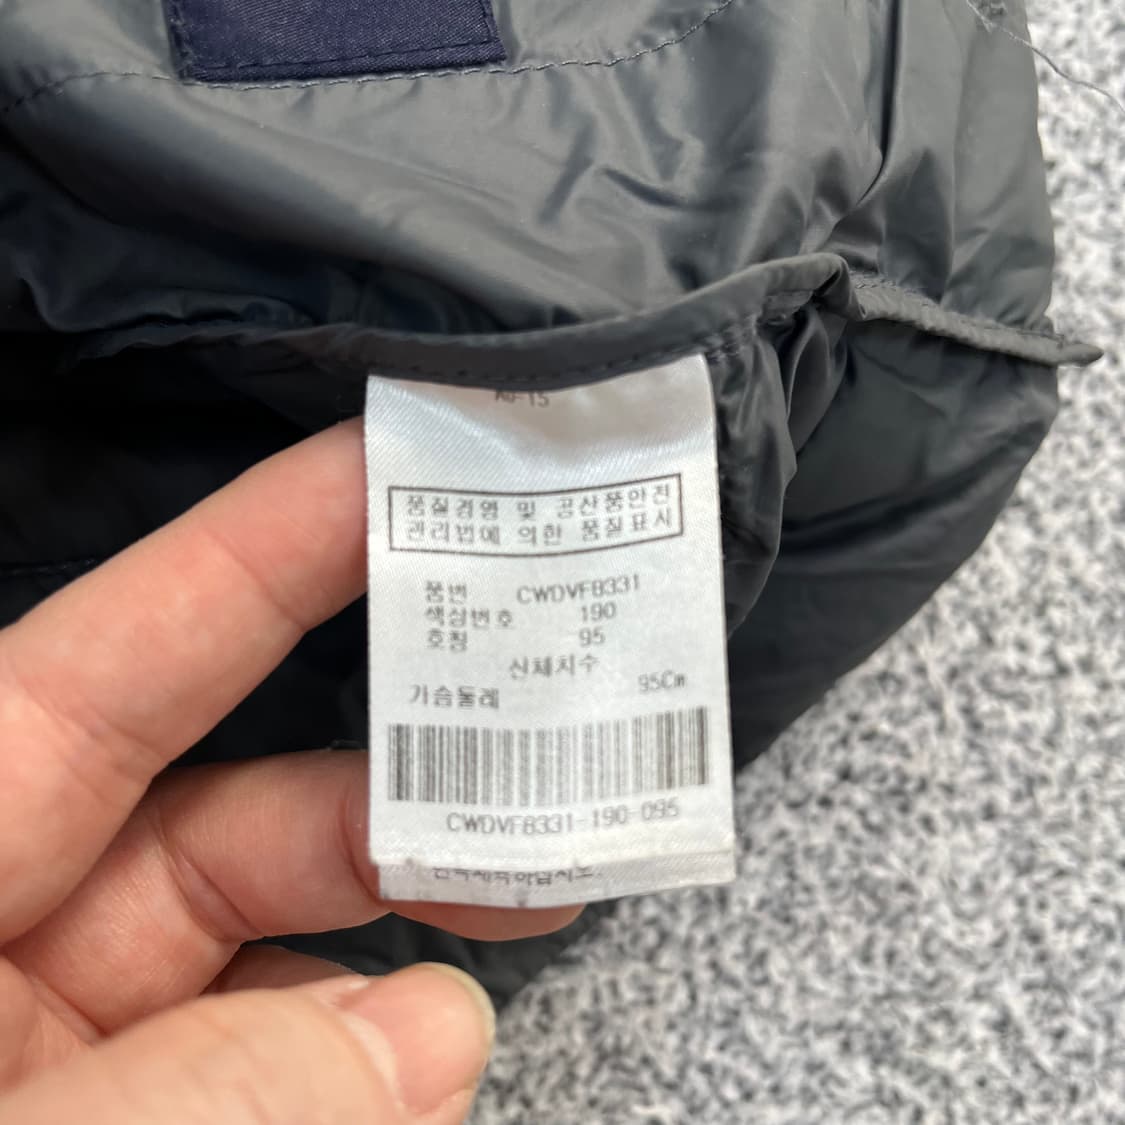 품질경영 및 공산품안전
관리법에 의한 품질표시
품번 CWDVF8331
색상번호 190
호칭 95
신체치수
가슴둘레 95Cm
CWDVF8331-190-095